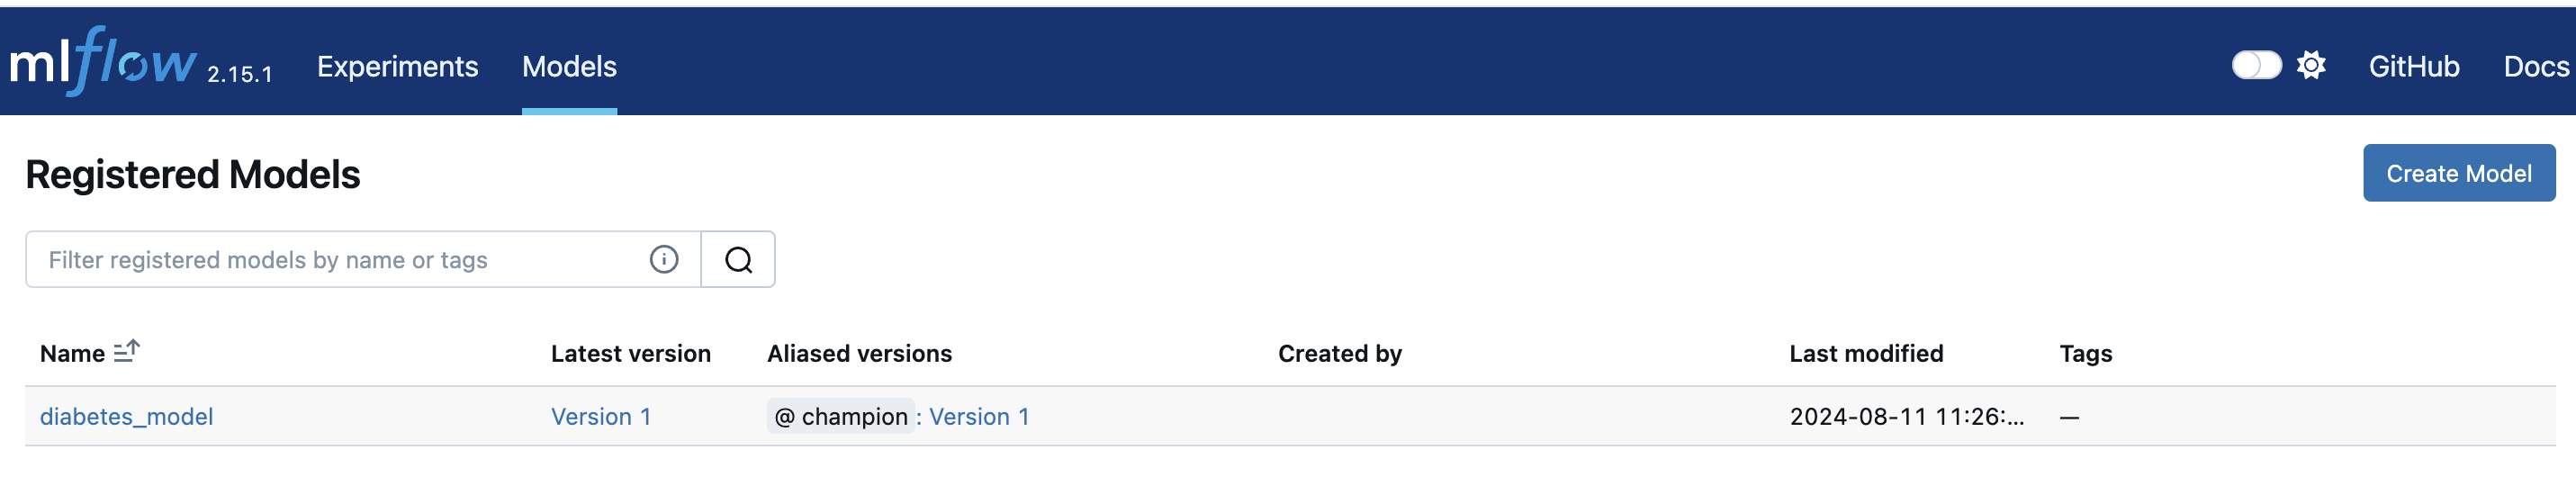 mlflow 2.15.1 Experiments Models GitHub Docs
Registered Models
Create Model
Filter registered models by name or tags
Name Latest version Aliased versions Created by Last modified Tags
diabetes_model Version 1 @ champion : Version 1 2024-08-11 11:26:... —